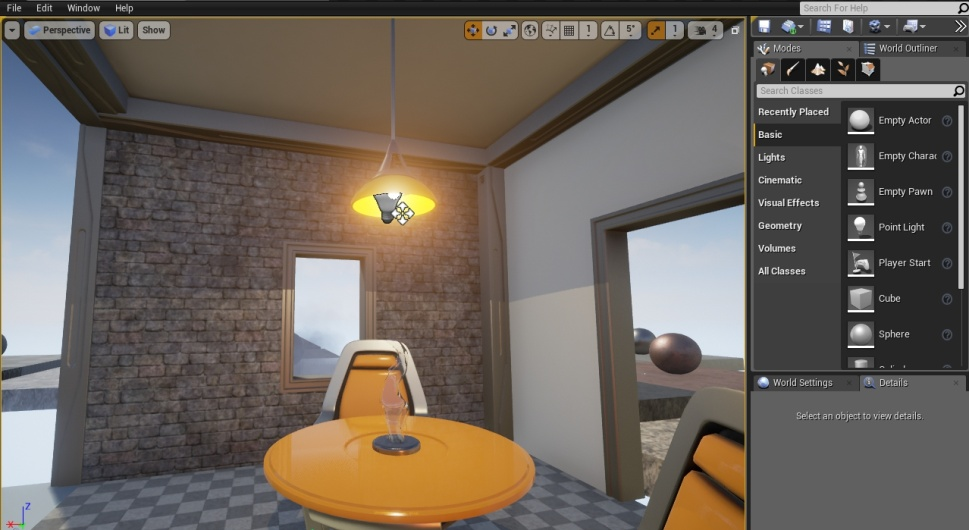 File Edit Window Help
Search For Help
Perspective Lit Show
5°
1
4
Modes
World Outliner
Search Classes
Recently Placed
Basic
Lights
Cinematic
Visual Effects
Geometry
Volumes
All Classes
Empty Actor
Empty Charac
Empty Pawn
Point Light
Player Start
Cube
Sphere
World Settings
Details
Select an object to view details.
Z
X